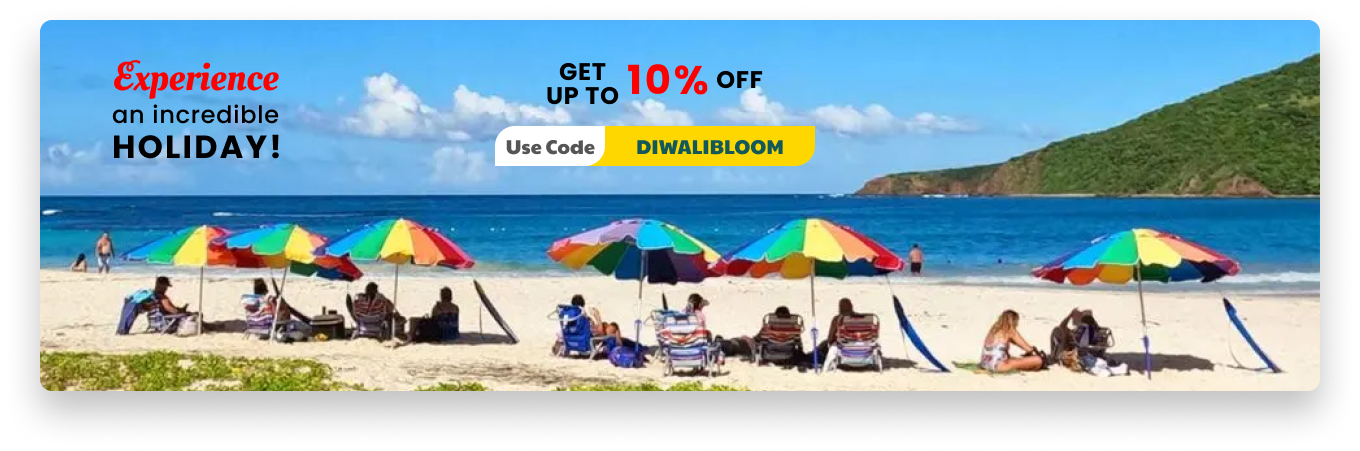 Experience
an incredible
HOLIDAY!
GET
UP TO
10% OFF
Use Code DIWALIBLOOM